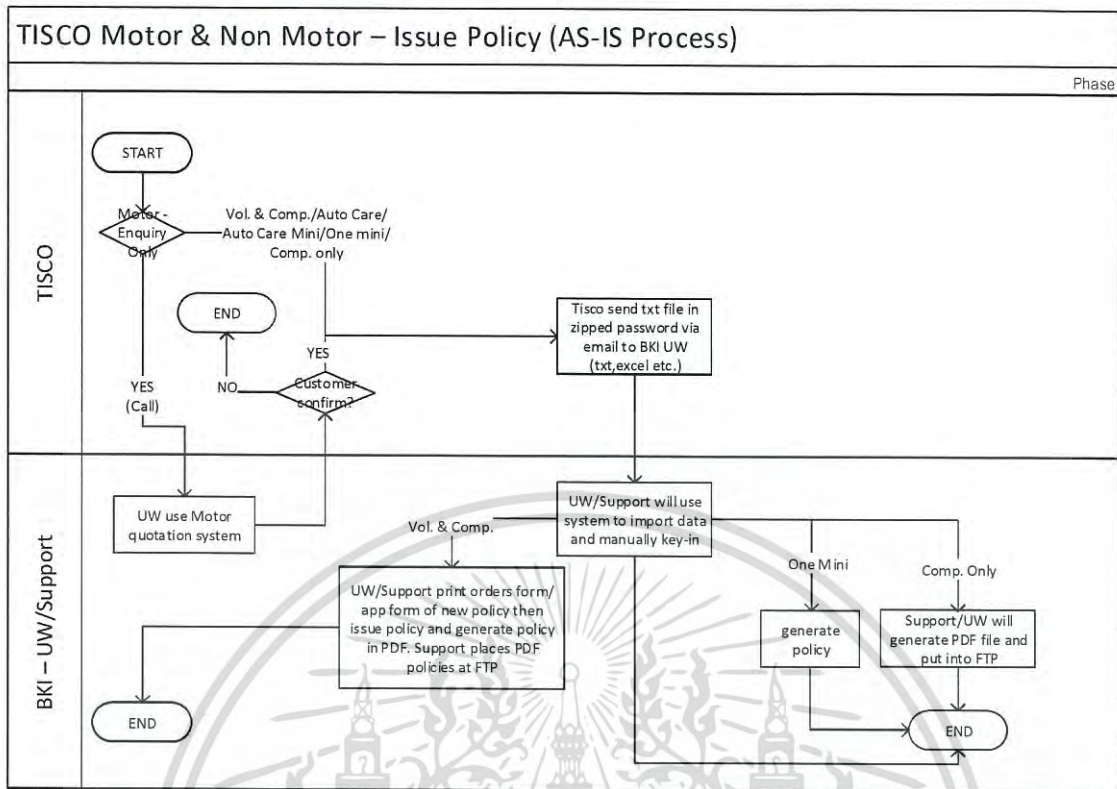 TISCO Motor & Non Motor – Issue Policy (AS-IS Process)
Phase
TISCO
START
Motor -
Enquiry
Only
Vol. & Comp./Auto Care/
Auto Care Mini/One mini/
Comp. only
END
YES
NO
Customer
confirm?
YES
(Call)
Tisco send txt file in
zipped password via
email to BKI UW
(txt,excel etc.)
BKI – UW/Support
UW use Motor
quotation system
Vol. & Comp.
UW/Support will use
system to import data
and manually key-in
One Mini
Comp. Only
UW/Support print orders form/
app form of new policy then
issue policy and generate policy
in PDF. Support places PDF
policies at FTP
generate
policy
Support/UW will
generate PDF file and
put into FTP
END
END